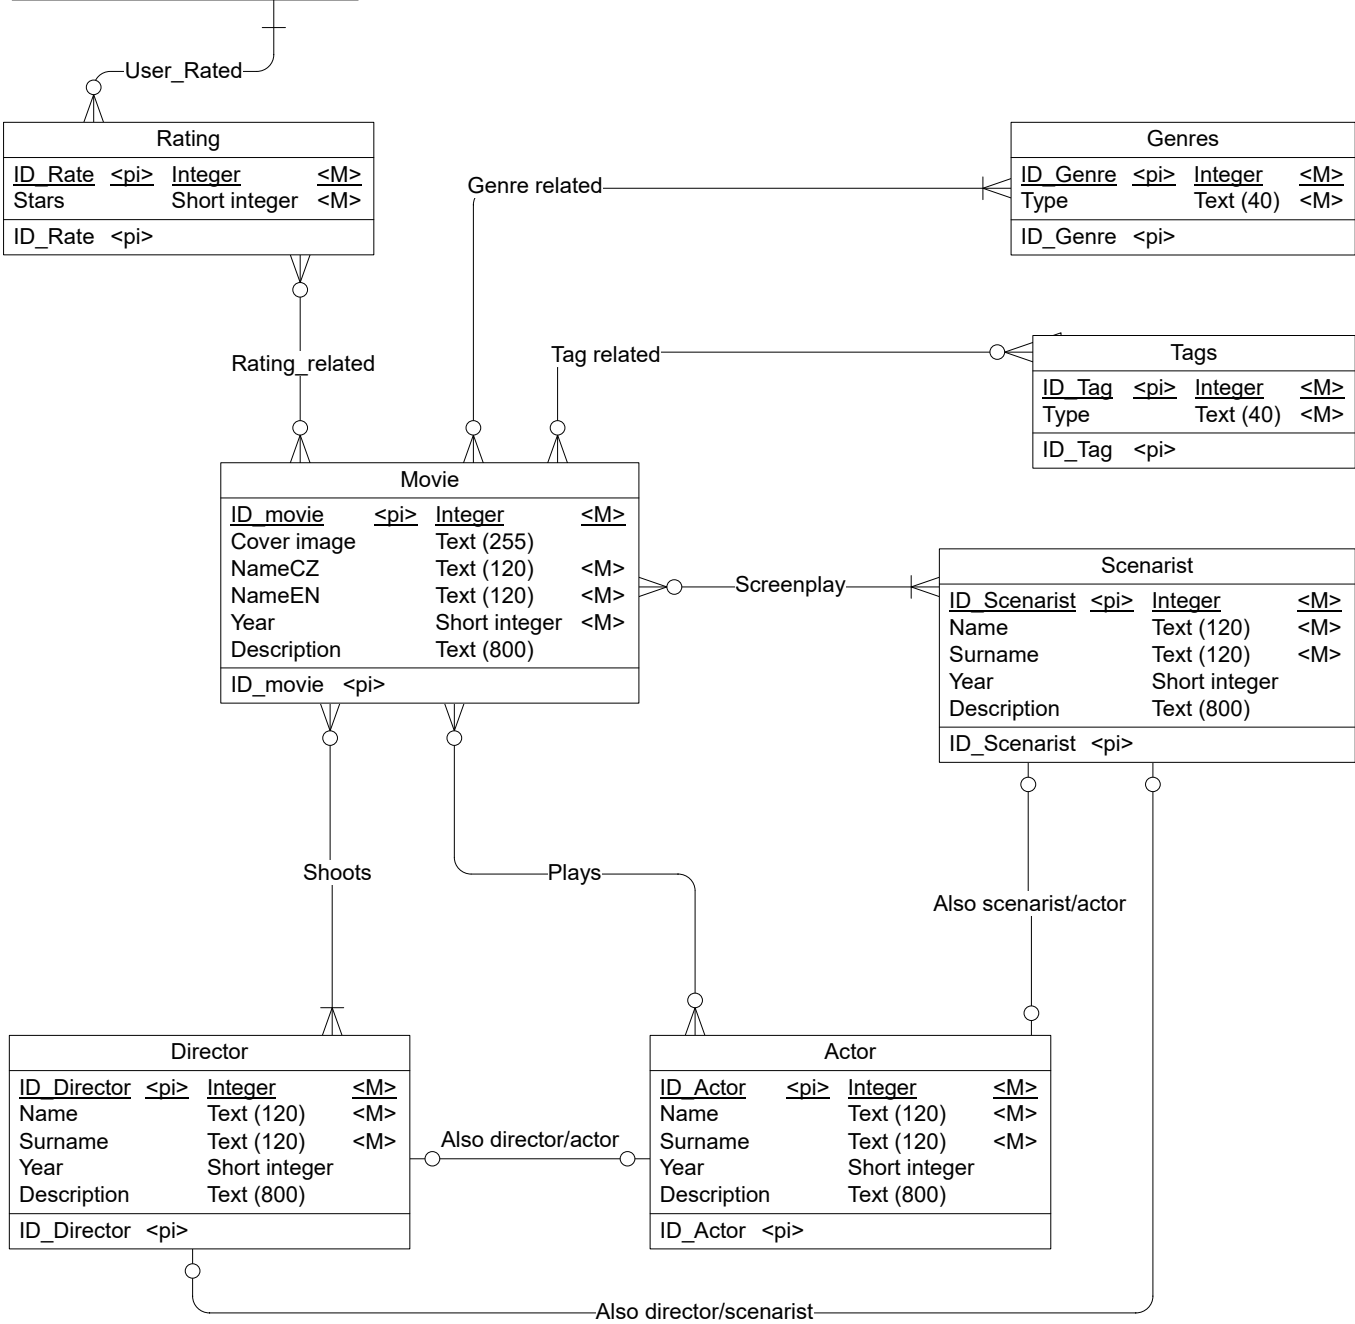 User_Rated
Rating
ID_Rate <pi> Integer <M>
Stars Short integer <M>
ID_Rate <pi>
Genres
ID_Genre <pi> Integer <M>
Type Text (40) <M>
ID_Genre <pi>
Genre related
Rating_related
Tag related
Tags
ID_Tag <pi> Integer <M>
Type Text (40) <M>
ID_Tag <pi>
Movie
ID_movie <pi> Integer <M>
Cover image Text (255)
NameCZ Text (120) <M>
NameEN Text (120) <M>
Year Short integer <M>
Description Text (800)
ID_movie <pi>
Screenplay
Scenarist
ID_Scenarist <pi> Integer <M>
Name Text (120) <M>
Surname Text (120) <M>
Year Short integer
Description Text (800)
ID_Scenarist <pi>
Shoots
Plays
Also scenarist/actor
Director
ID_Director <pi> Integer <M>
Name Text (120) <M>
Surname Text (120) <M>
Year Short integer
Description Text (800)
ID_Director <pi>
Also director/actor
Actor
ID_Actor <pi> Integer <M>
Name Text (120) <M>
Surname Text (120) <M>
Year Short integer
Description Text (800)
ID_Actor <pi>
Also director/scenarist